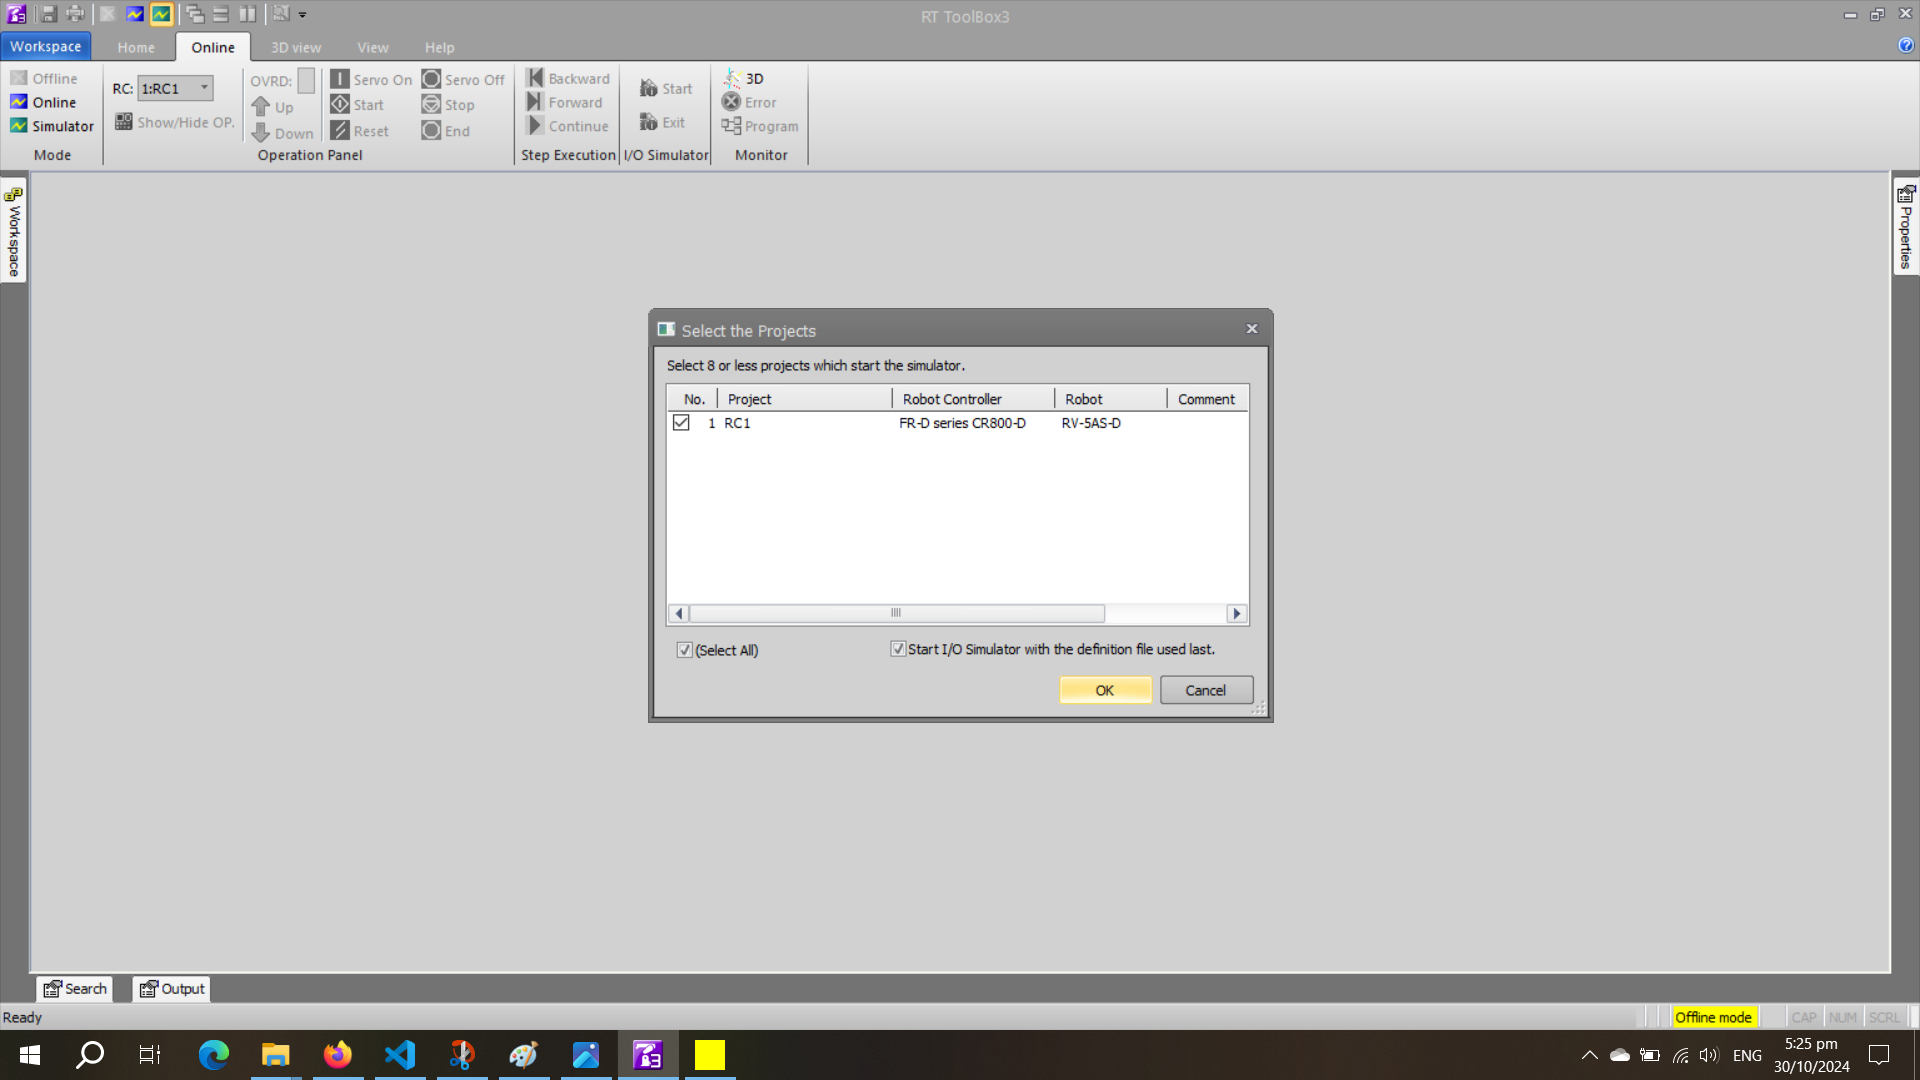 RT ToolBox3
Workspace Home Online 3D view View Help
Offline
Online
Simulator
Mode
RC: 1:RC1
Show/Hide OP.
OVRD:
Up
Down
Servo On
Start
Reset
Servo Off
Stop
End
Operation Panel
Backward
Forward
Continue
Step Execution
Start
Exit
I/O Simulator
3D
Error
Program
Monitor
Workspace
Properties
Select the Projects
Select 8 or less projects which start the simulator.
No. Project Robot Controller Robot Comment
1 RC1 FR-D series CR800-D RV-5AS-D
(Select All) Start I/O Simulator with the definition file used last.
OK Cancel
Search Output
Ready Offline mode CAP NUM SCRL
ENG
5:25 pm
30/10/2024